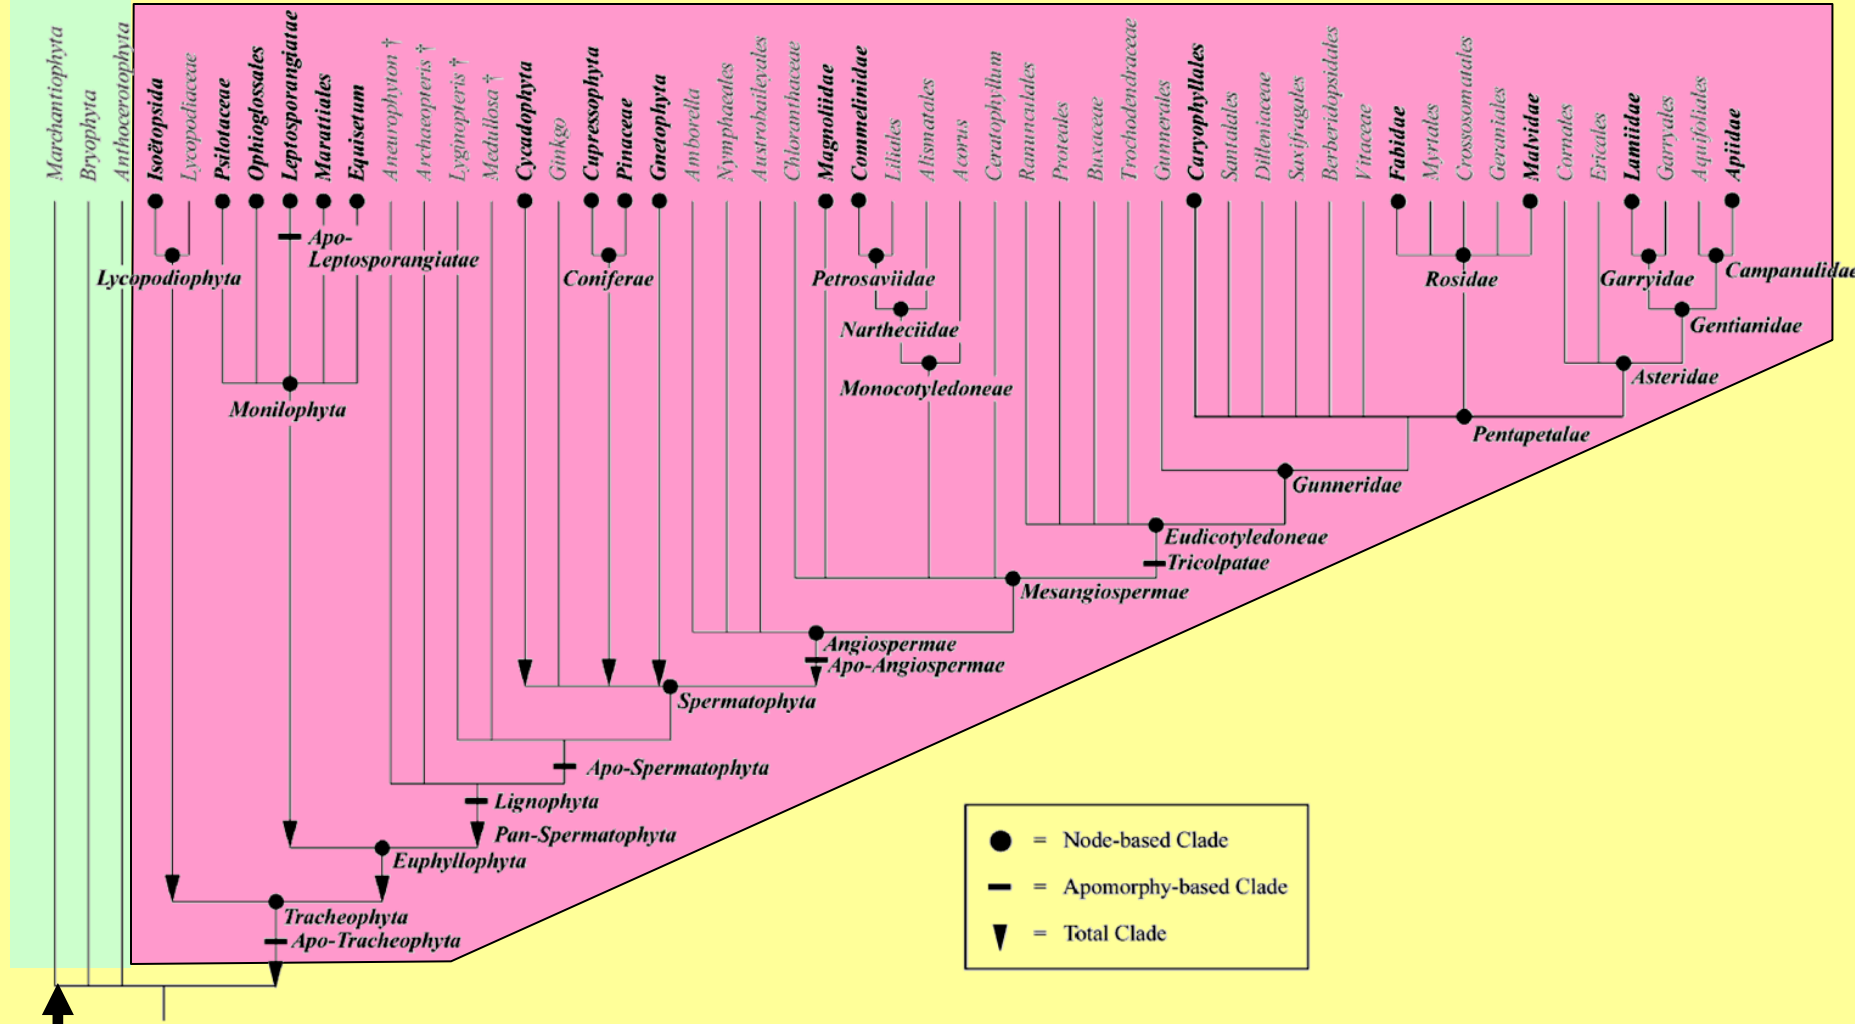 Marchantiophyta
Bryophyta
Anthocerotophyta
Isoëtopsida
Lycopodiaceae
Psilotaceae
Ophioglossales
Leptosporangiatae
Marattiales
Equisetum
Aneurophyton †
Archaeopteris †
Lyginopteris †
Medullosa †
Cycadophyta
Ginkgo
Cupressophyta
Pinaceae
Gnetophyta
Amborella
Nymphaeales
Austrobaileyales
Chloranthaceae
Magnoliidae
Commelinidae
Liliales
Alismatales
Acorus
Ceratophyllum
Ranunculales
Proteales
Buxaceae
Trochodendraceae
Gunnerales
Caryophyllales
Santalales
Dilleniaceae
Saxifragales
Berberidopsidales
Vitaceae
Fabidae
Myrtales
Crossosomatales
Geraniales
Malvidae
Cornales
Ericales
Lamiidae
Garryales
Aquifoliales
Apiidae
Apo-
Leptosporangiatae
Lycopodiophyta
Coniferae
Petrosaviidae
Rosidae
Garryidae
Campanulidae
Nartheciidae
Gentianidae
Monocotyledoneae
Asteridae
Monilophyta
Pentapetalae
Gunneridae
Eudicotyledoneae
Tricolpatae
Mesangiospermae
Angiospermae
Apo-Angiospermae
Spermatophyta
Apo-Spermatophyta
Lignophyta
Pan-Spermatophyta
Euphyllophyta
Tracheophyta
Apo-Tracheophyta
= Node-based Clade
= Apomorphy-based Clade
= Total Clade